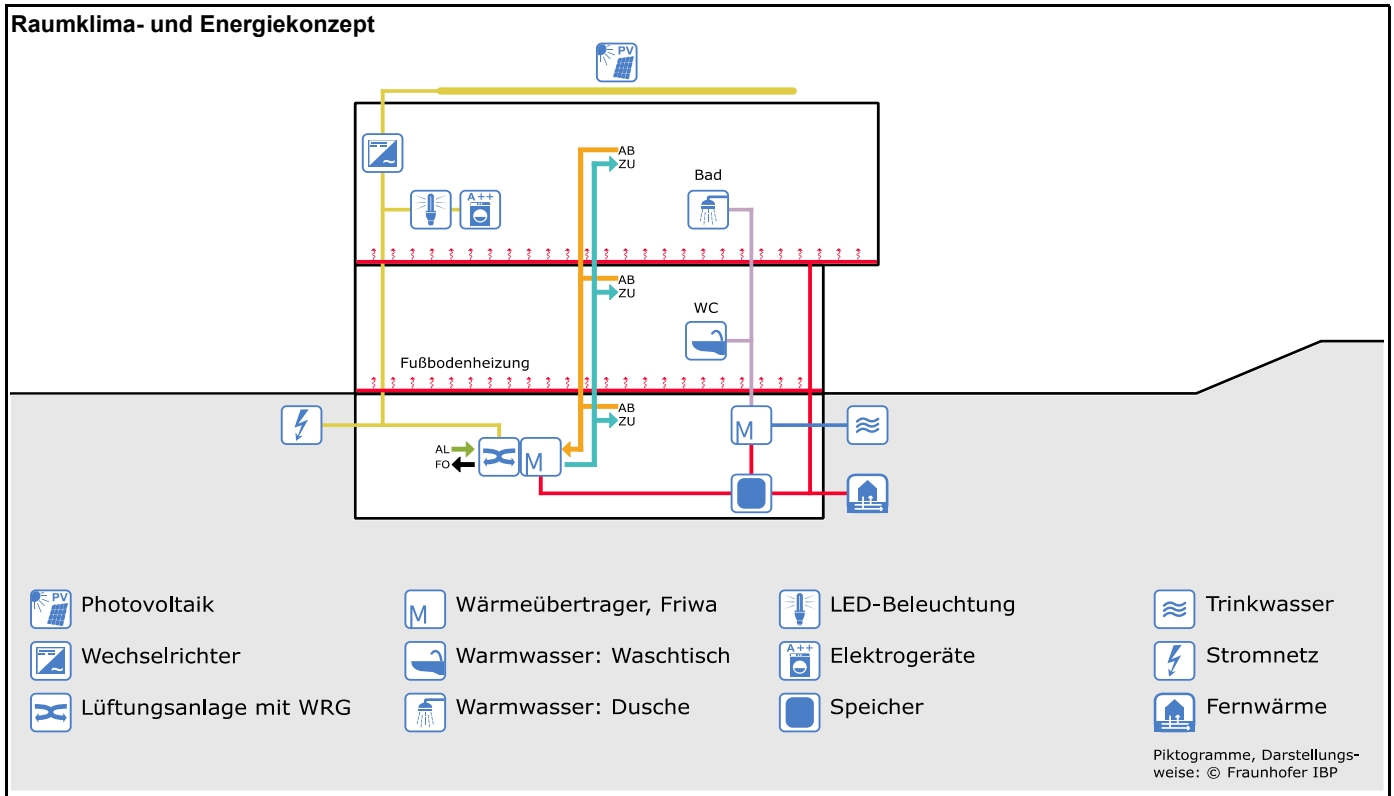 Raumklima- und Energiekonzept
PV
AB
ZU
A++
Bad
AB
ZU
WC
Fußbodenheizung
AB
ZU
M
AL
FO
M
PV
Photovoltaik
M
Wärmeübertrager, Friwa
LED-Beleuchtung
Trinkwasser
Wechselrichter
Warmwasser: Waschtisch
A++
Elektrogeräte
Stromnetz
Lüftungsanlage mit WRG
Warmwasser: Dusche
Speicher
Fernwärme
Piktogramme, Darstellungs-
weise: © Fraunhofer IBP